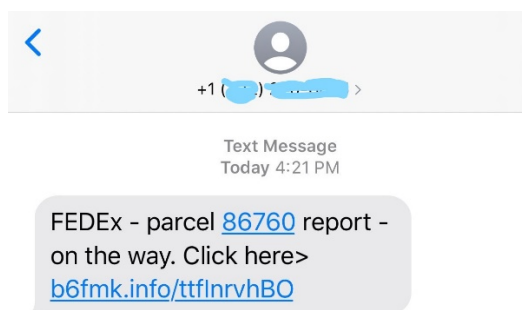 +1 (
Text Message
Today 4:21 PM
FEDEx - parcel 86760 report -
on the way. Click here>
b6fmk.info/ttflnrvhBO